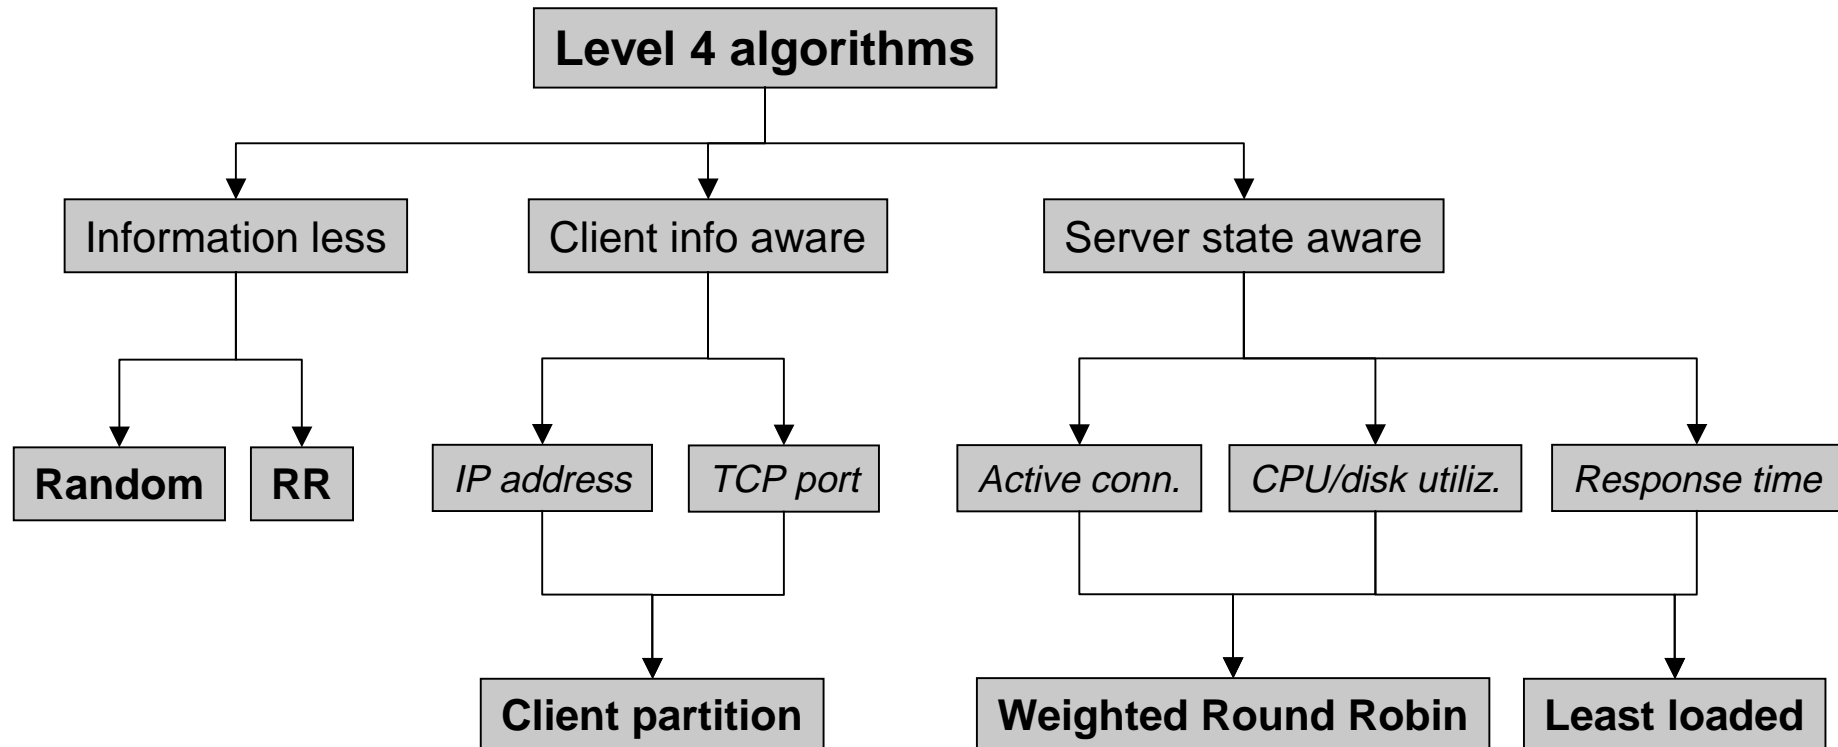 Level 4 algorithms
Information less
Client info aware
Server state aware
Random
RR
IP address
TCP port
Active conn.
CPU/disk utiliz.
Response time
Client partition
Weighted Round Robin
Least loaded